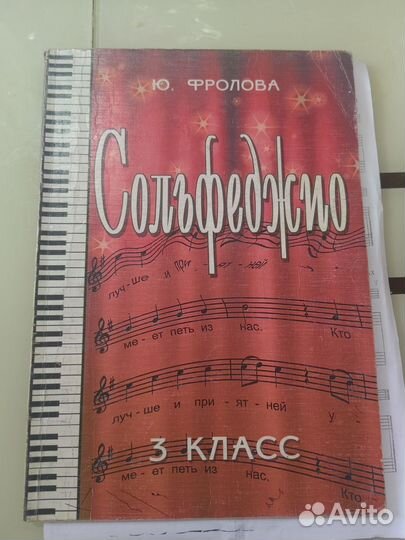 Ю. ФРОЛОВА
Сольфеджио
луч-ше и при - ят - ней
ме - ет петь из нас. Кто
луч-ше и при - ят - ней у
3 КЛАСС
ме - ет петь из нас.
Кто
Avito